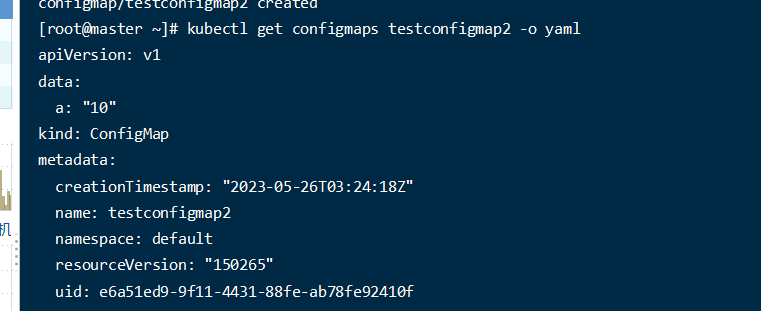 configmap/testconfigmap2 created
[root@master ~]# kubectl get configmaps testconfigmap2 -o yaml
apiVersion: v1
data:
  a: "10"
kind: ConfigMap
metadata:
  creationTimestamp: "2023-05-26T03:24:18Z"
  name: testconfigmap2
机
  namespace: default
  resourceVersion: "150265"
  uid: e6a51ed9-9f11-4431-88fe-ab78fe92410f